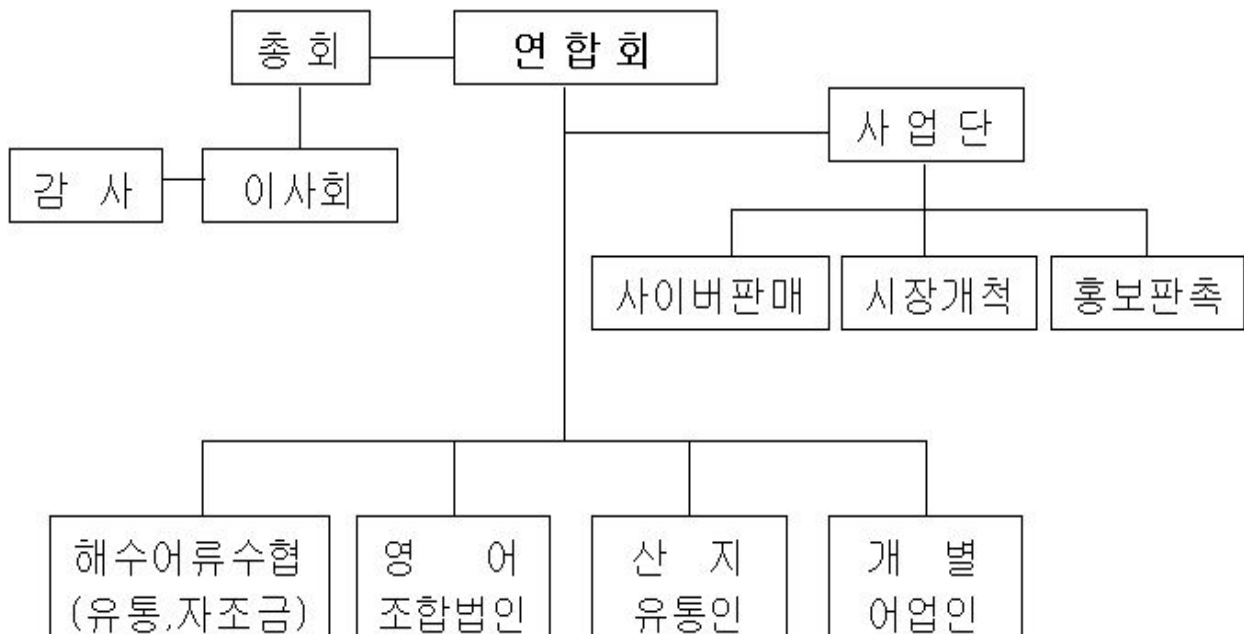 총 회
연 합 회
사 업 단
감 사
이사회
사이버판매
시장개척
홍보판촉
해수어류수협
(유통,자조금)
영 어
조합법인
산 지
유통인
개 별
어업인